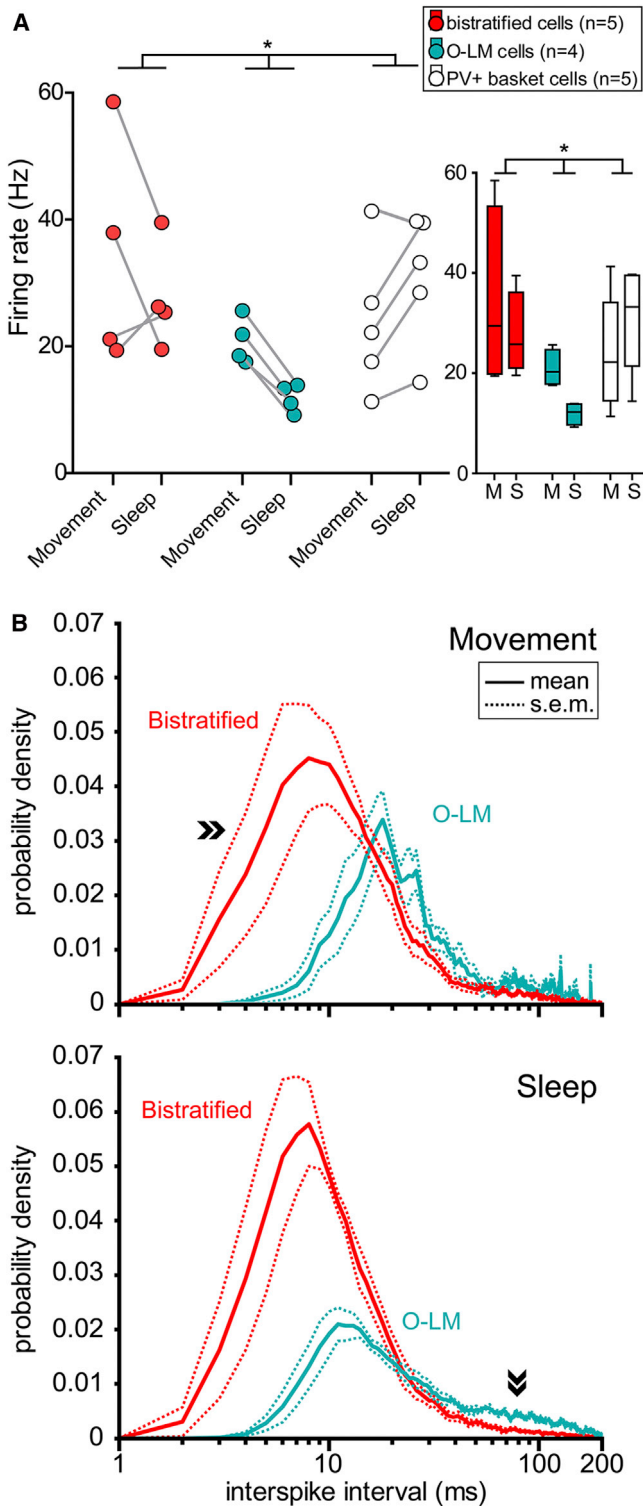 A
*
bistratified cells (n=5)
O-LM cells (n=4)
PV+ basket cells (n=5)
Firing rate (Hz)
60
40
20
0
Movement
Sleep
Movement
Sleep
Movement
Sleep
*
60
40
20
0
M S M S M S
B
Movement
mean
s.e.m.
Bistratified
O-LM
probability density
0.07
0.06
0.05
0.04
0.03
0.02
0.01
0
10 100
Sleep
Bistratified
O-LM
probability density
0.07
0.06
0.05
0.04
0.03
0.02
0.01
0
1 10 100 200
interspike interval (ms)